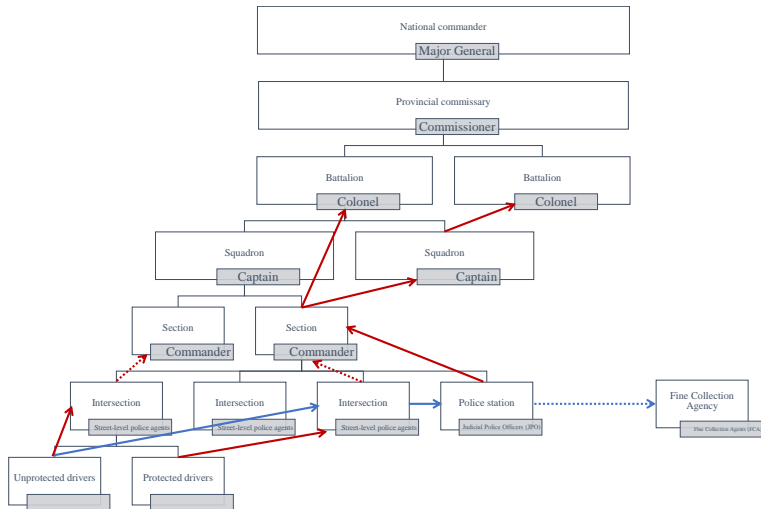 National commander
Major General
Provincial commissary
Commissioner
Battalion
Battalion
Colonel
Colonel
Squadron
Squadron
Captain
Captain
Section
Section
Commander
Commander
Intersection
Intersection
Intersection
Police station
Fine Collection
Agency
Street-level police agents
Street-level police agents
Street-level police agents
Judicial Police Officers (JPO)
Fine Collection Agents (FCA
Unprotected drivers
Protected drivers